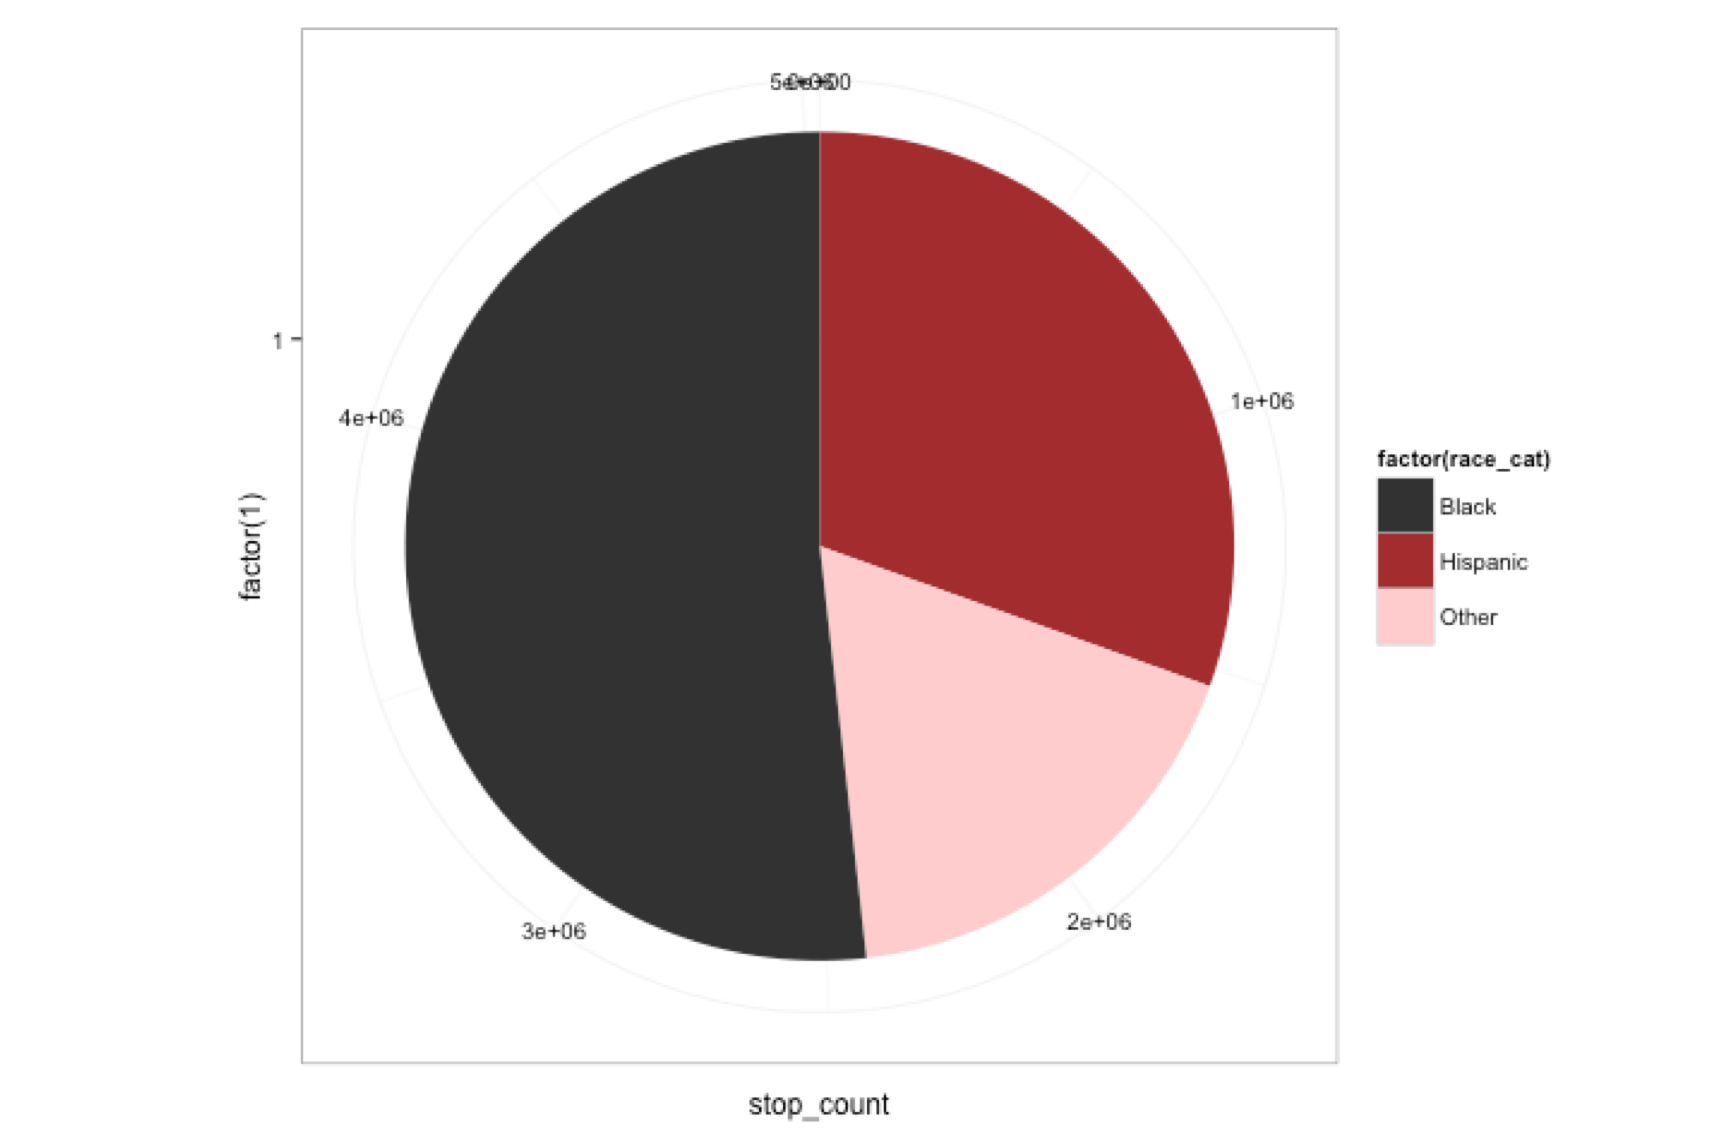 1
4e+06
1e+06
3e+06
2e+06
factor(1)
stop_count
factor(race_cat)
Black
Hispanic
Other